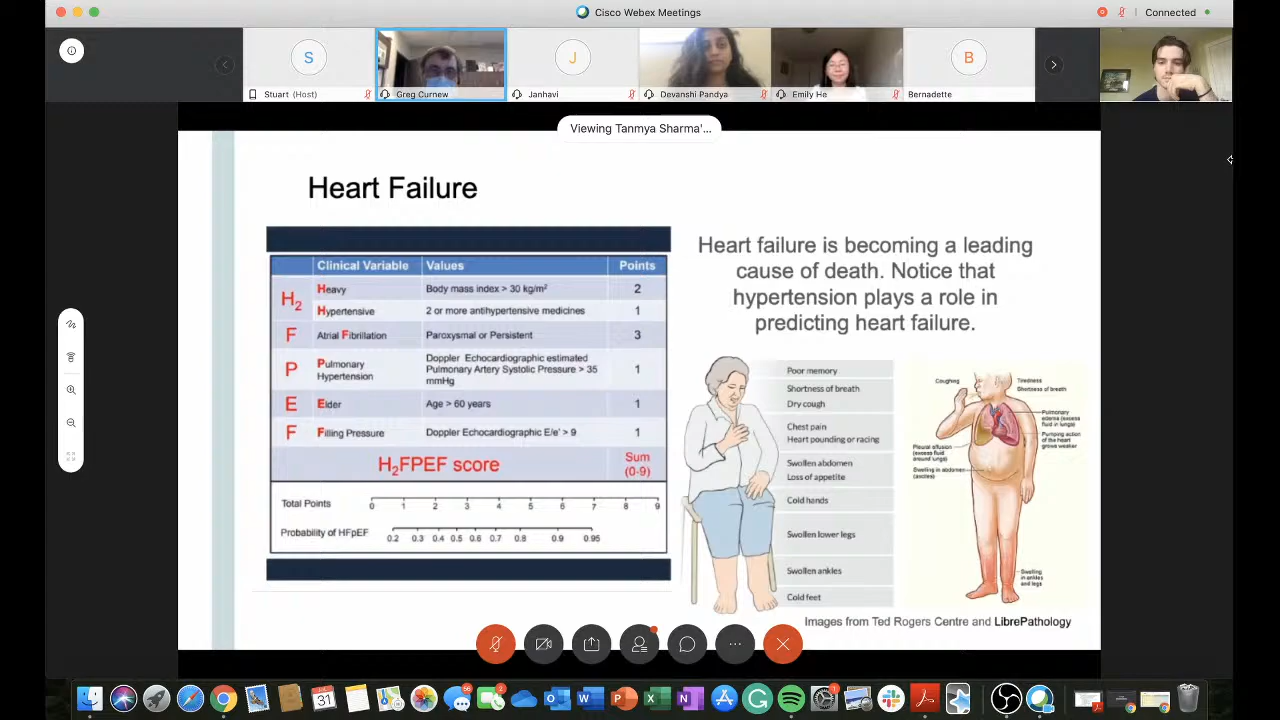 Cisco Webex Meetings
Connected
S
J
B
Stuart (Host)
Greg Curnew
Janhavi
Devanshi Pandya
Emily He
Bernadette
Viewing Tanmya Sharma'...
Heart Failure
Clinical Variable Values Points
H2
Heavy Body mass index > 30 kg/m² 2
Hypertensive 2 or more antihypertensive medicines 1
F Atrial Fibrillation Paroxysmal or Persistent 3
P Pulmonary
Hypertension
Doppler Echocardiographic estimated
Pulmonary Artery Systolic Pressure > 35
mmHg
1
E Elder Age > 60 years 1
F Filling Pressure Doppler Echocardiographic E/e' > 9 1
H2FPEF score
Sum
(0-9)
Total Points 0 1 2 3 4 5 6 7 8 9
Probability of HFpEF 0.2 0.3 0.4 0.5 0.6 0.7 0.8 0.9 0.95
Heart failure is becoming a leading
cause of death. Notice that
hypertension plays a role in
predicting heart failure.
Poor memory
Shortness of breath
Dry cough
Chest pain
Heart pounding or racing
Swollen abdomen
Loss of appetite
Cold hands
Swollen lower legs
Swollen ankles
Cold feet
Coughing
Tiredness
Shortness of breath
Pulmonary
edema (excess
fluid in lungs)
Pumping action
of the heart
grows weaker
Pleural effusion
(excess fluid
around lungs)
Swelling in abdomen
(ascites)
Swelling
in ankles
and legs
Images from Ted Rogers Centre and LibrePathology
31
56
2
1